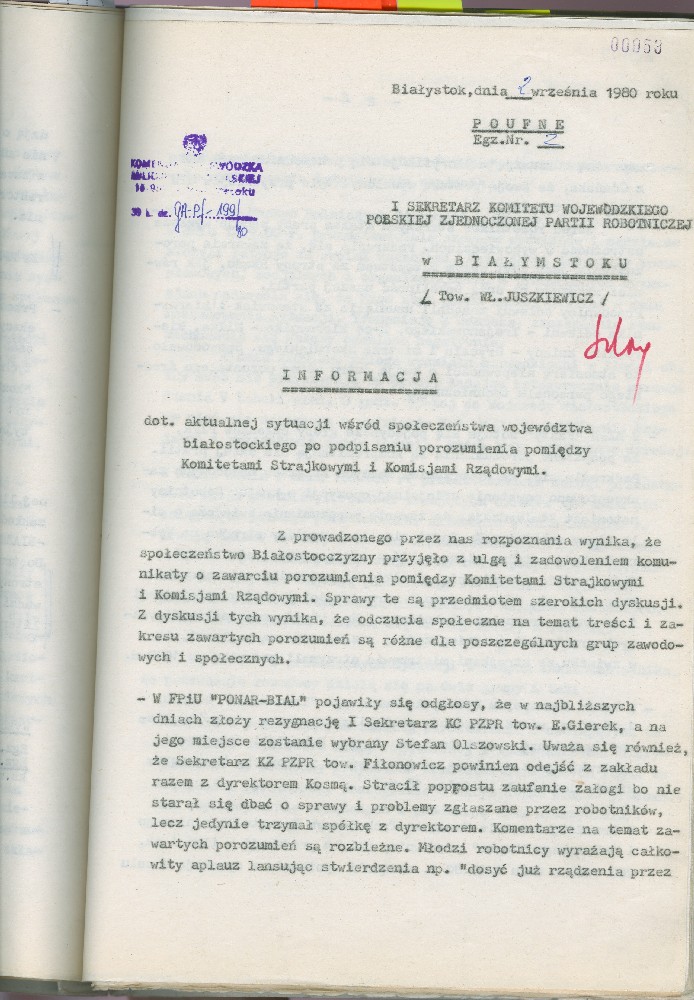 00053
Białystok,dnia 2 września 1980 roku
P O U F N E
Egz.Nr. 2
KOMENDA WOJEWÓDZKA
L. dz. GA-Pf-199/80
I SEKRETARZ KOMITETU WOJEWÓDZKIEGO
POLSKIEJ ZJEDNOCZONEJ PARTII ROBOTNICZEJ
w B I A Ł Y M S T O K U
/ Tow. WŁ.JUSZKIEWICZ /
I N F O R M A C J A
dot. aktualnej sytuacji wśród społeczeństwa województwa
białostockiego po podpisaniu porozumienia pomiędzy
Komitetami Strajkowymi i Komisjami Rządowymi.
Z prowadzonego przez nas rozpoznania wynika, że
społeczeństwo Białostocczyzny przyjęło z ulgą i zadowoleniem komu-
nikaty o zawarciu porozumienia pomiędzy Komitetami Strajkowymi
i Komisjami Rządowymi. Sprawy te są przedmiotem szerokich dyskusji.
Z dyskusji tych wynika, że odczucia społeczne na temat treści i za-
kresu zawartych porozumień są różne dla poszczególnych grup zawodo-
wych i społecznych.
- W FPiU "PONAR-BIAL" pojawiły się odgłosy, że w najbliższych
dniach złoży rezygnację I Sekretarz KC PZPR tow. E.Gierek, a na
jego miejsce zostanie wybrany Stefan Olszowski. Uważa się również,
że Sekretarz KZ PZPR tow. Fiłonowicz powinien odejść z zakładu
razem z dyrektorem Kosmą. Stracił poprostu zaufanie załogi bo nie
starał się dbać o sprawy i problemy zgłaszane przez robotników,
lecz jedynie trzymał spółkę z dyrektorem. Komentarze na temat za-
wartych porozumień są rozbieżne. Młodzi robotnicy wyrażają całko-
wity aplauz lansując stwierdzenia np. "dosyć już rządzenia przez